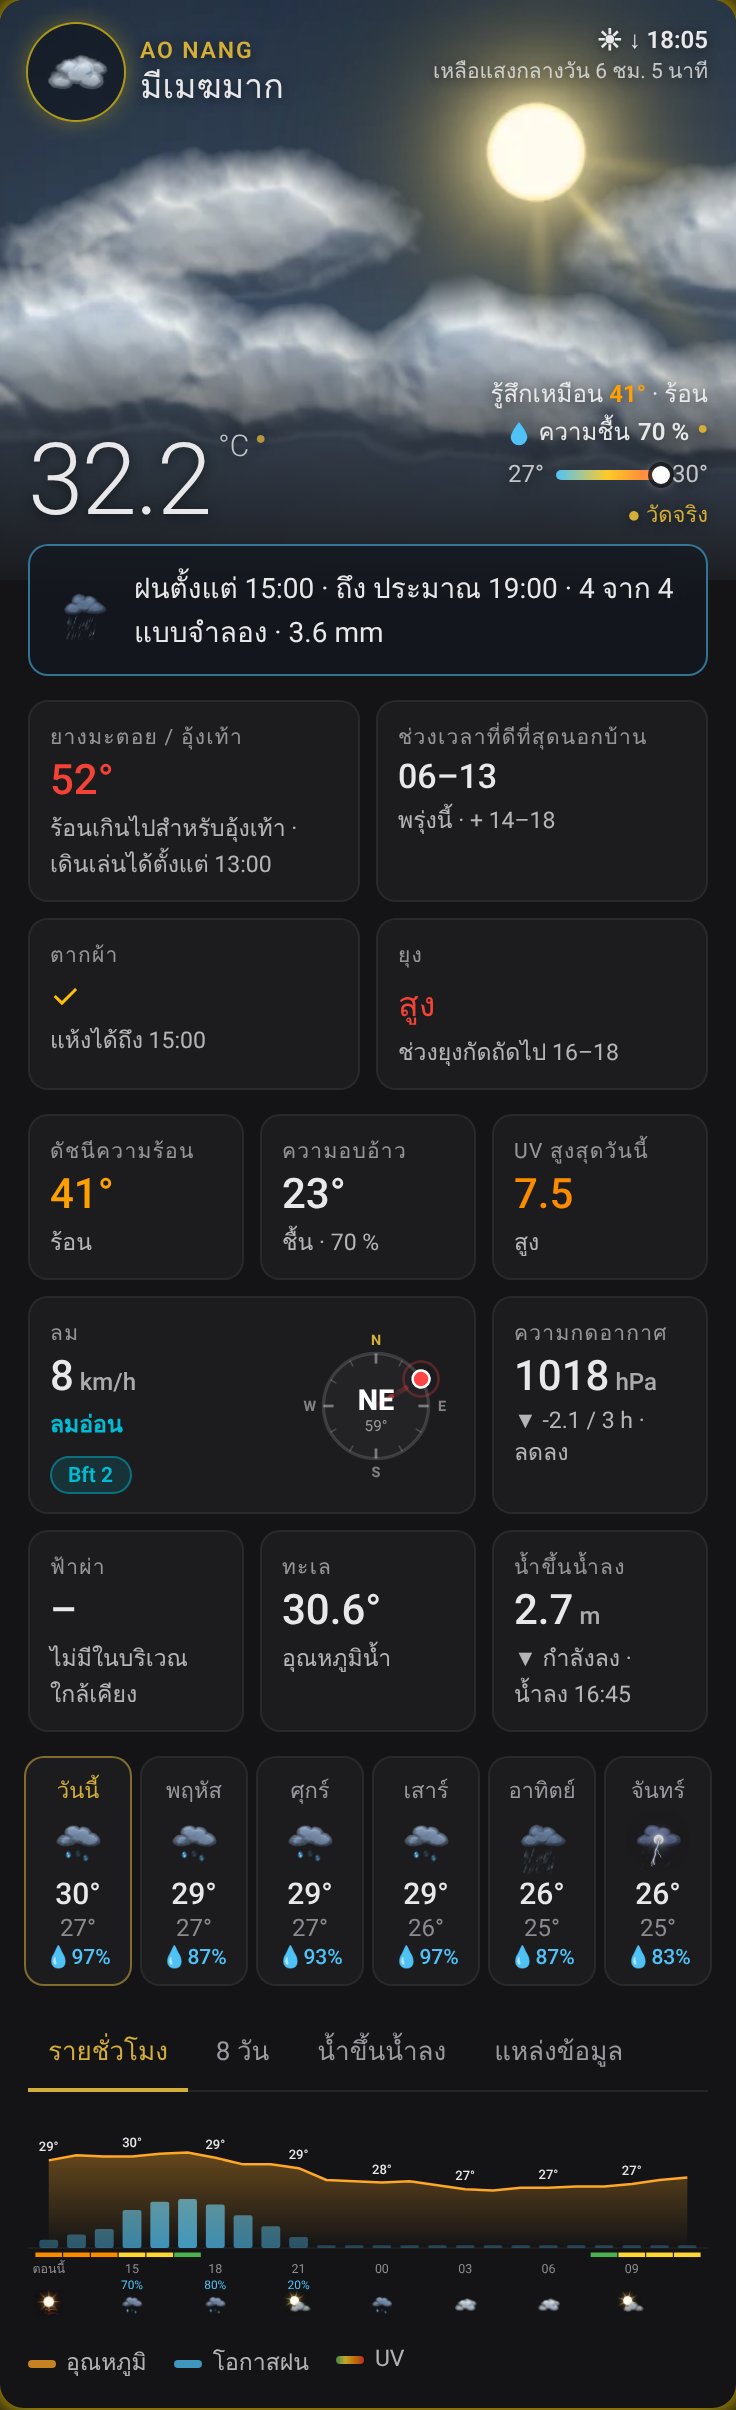 AO NANG
มีเมฆมาก
☀ ↓ 18:05
เหลือแสงกลางวัน 6 ชม. 5 นาที
32.2 °C
รู้สึกเหมือน 41° · ร้อน
ความชื้น 70 %
27° 30°
วัดจริง
ฝนตั้งแต่ 15:00 · ถึง ประมาณ 19:00 · 4 จาก 4
แบบจำลอง · 3.6 mm
ยางมะตอย / อุ้งเท้า
52°
ร้อนเกินไปสำหรับอุ้งเท้า ·
เดินเล่นได้ตั้งแต่ 13:00
ช่วงเวลาที่ดีที่สุดนอกบ้าน
06–13
พรุ่งนี้ · + 14–18
ตากผ้า
✓
แห้งได้ถึง 15:00
ยุง
สูง
ช่วงยุงกัดถัดไป 16–18
ดัชนีความร้อน
41°
ร้อน
ความอบอ้าว
23°
ชื้น · 70 %
UV สูงสุดวันนี้
7.5
สูง
ลม
8 km/h
ลมอ่อน
Bft 2
N
W NE E
59°
S
ความกดอากาศ
1018 hPa
▼ -2.1 / 3 h ·
ลดลง
ฟ้าผ่า
–
ไม่มีในบริเวณ
ใกล้เคียง
ทะเล
30.6°
อุณหภูมิน้ำ
น้ำขึ้นน้ำลง
2.7 m
▼ กำลังลง ·
น้ำลง 16:45
วันนี้ พฤหัส ศุกร์ เสาร์ อาทิตย์ จันทร์
30° 29° 29° 29° 26° 26°
27° 27° 27° 26° 25° 25°
97% 87% 93% 97% 87% 83%
รายชั่วโมง 8 วัน น้ำขึ้นน้ำลง แหล่งข้อมูล
29° 30° 29° 29° 28° 27° 27° 27°
ตอนนี้ 15 18 21 00 03 06 09
70% 80% 20%
อุณหภูมิ โอกาสฝน UV